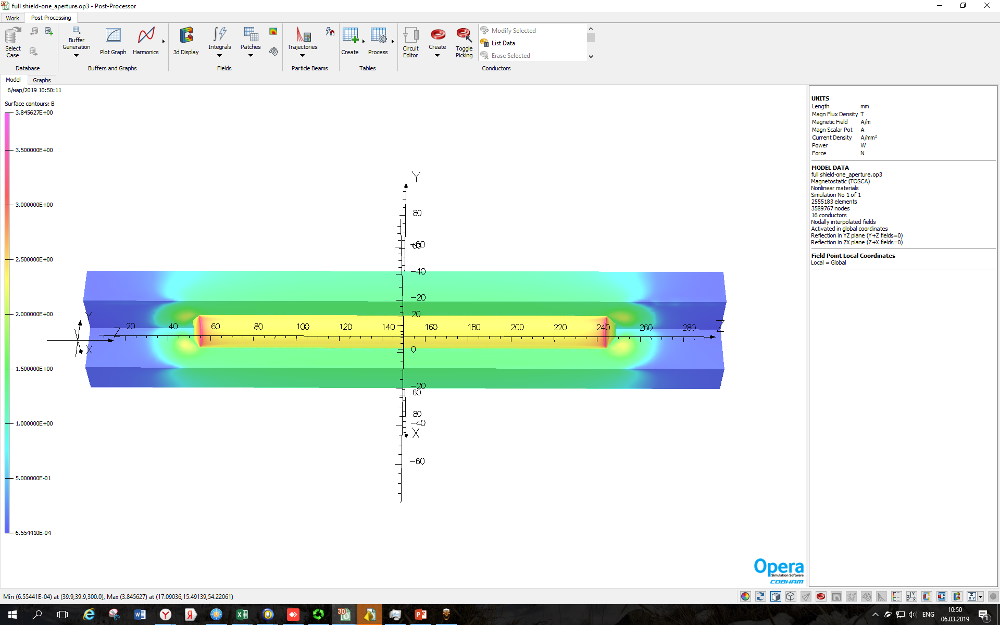 full shield-one_aperture.op3 - Post-Processor
Work
Post-Processing
Select Case
Database
Buffer Generation
Plot Graph
Harmonics
Buffers and Graphs
3d Display
Integrals
Patches
Fields
Trajectories
Particle Beams
Create
Process
Tables
Circuit Editor
Create
Toggle Picking
Modify Selected
List Data
Erase Selected
Conductors
Model
Graphs
6/мар/2019 10:50:11
Surface contours: B
3.845627E+00
3.500000E+00
3.000000E+00
2.500000E+00
2.000000E+00
1.500000E+00
1.000000E+00
5.000000E-01
6.554410E-04
Y
80
60
-60
-40
-20
20
Y
Z
X
20 40 60 80 100 120 140 160 180 200 220 240 260 280
Z
0
-20
60
80
-40
X
-60
UNITS
Length mm
Magn Flux Density T
Magnetic Field A/m
Magn Scalar Pot A
Current Density A/mm²
Power W
Force N
MODEL DATA
full shield-one_aperture.op3
Magnetostatic (TOSCA)
Nonlinear materials
Simulation No 1 of 1
2555183 elements
3589767 nodes
16 conductors
Nodally interpolated fields
Activated in global coordinates
Reflection in YZ plane (Y+Z fields=0)
Reflection in ZX plane (Z+X fields=0)
Field Point Local Coordinates
Local = Global
Opera
Simulation Software
COBHAM
Min (6.55441E-04) at (39.9,39.9,300.0), Max (3.845627) at (17.09036,15.49139,54.22061)
ENG
10:50
06.03.2019
1